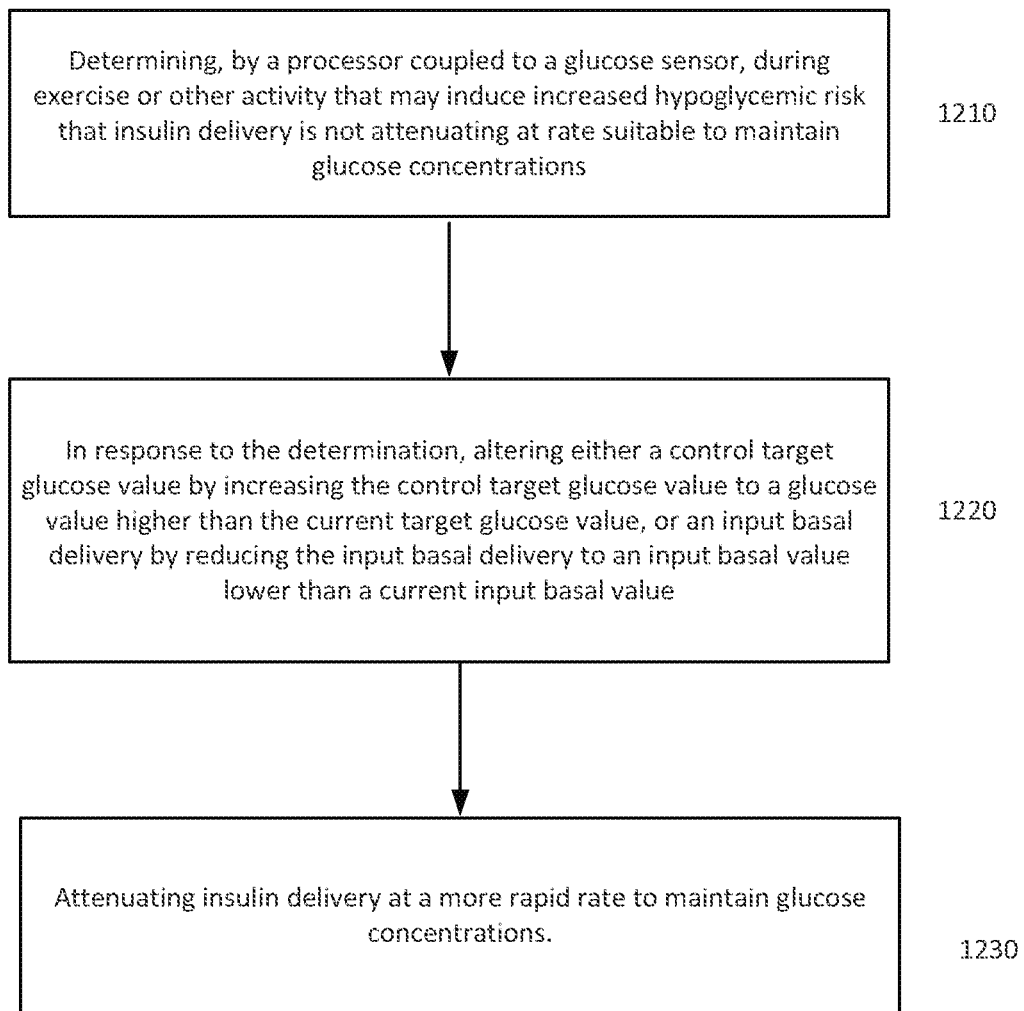 Determining, by a processor coupled to a glucose sensor, during
exercise or other activity that may induce increased hypoglycemic risk
that insulin delivery is not attenuating at rate suitable to maintain
glucose concentrations
1210
In response to the determination, altering either a control target
glucose value by increasing the control target glucose value to a glucose
value higher than the current target glucose value, or an input basal
delivery by reducing the input basal delivery to an input basal value
lower than a current input basal value
1220
Attenuating insulin delivery at a more rapid rate to maintain glucose
concentrations.
1230